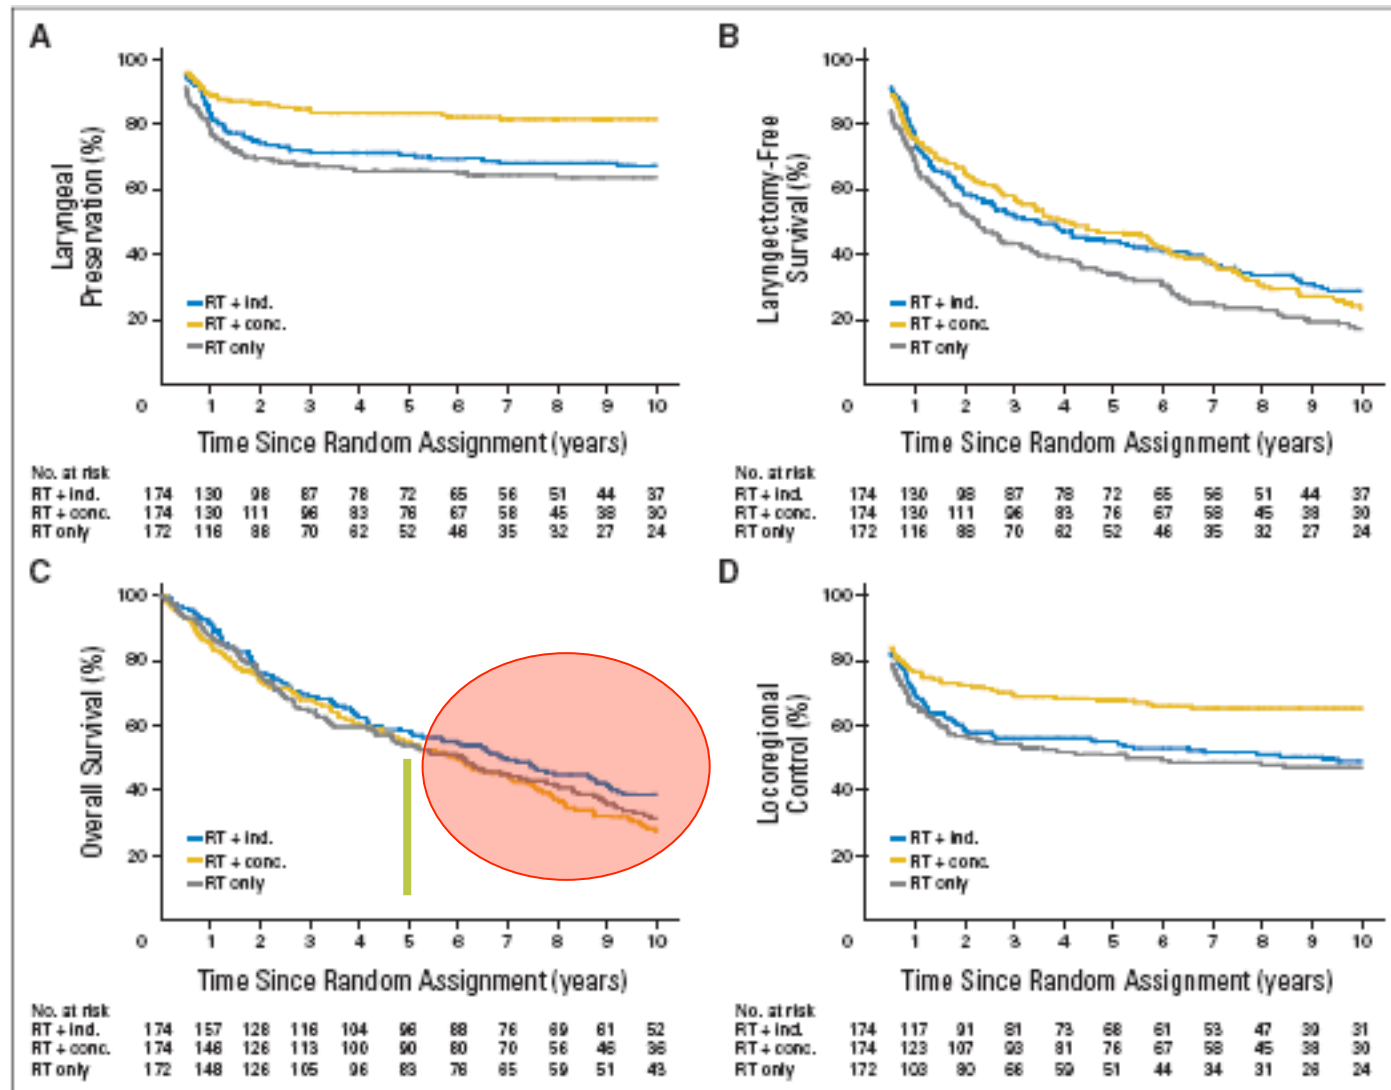 A
100
80
60
40
20
Laryngeal
Preservation (%)
RT + ind.
RT + conc.
RT only
0 1 2 3 4 5 6 7 8 9 10
Time Since Random Assignment (years)
No. at risk
RT + ind. 174 130 98 87 78 72 65 56 51 44 37
RT + conc. 174 130 111 96 83 76 67 58 45 38 30
RT only 172 116 88 70 62 52 46 35 32 27 24
B
100
80
60
40
20
Laryngectomy-Free
Survival (%)
RT + ind.
RT + conc.
RT only
0 1 2 3 4 5 6 7 8 9 10
Time Since Random Assignment (years)
No. at risk
RT + ind. 174 130 98 87 78 72 65 56 51 44 37
RT + conc. 174 130 111 96 83 76 67 58 45 38 30
RT only 172 116 88 70 62 52 46 35 32 27 24
C
100
80
60
40
20
Overall Survival (%)
RT + ind.
RT + conc.
RT only
0 1 2 3 4 5 6 7 8 9 10
Time Since Random Assignment (years)
No. at risk
RT + ind. 174 157 128 116 104 96 88 76 69 61 52
RT + conc. 174 146 126 113 100 90 80 70 56 46 36
RT only 172 148 126 105 96 83 78 65 59 51 43
D
100
80
60
40
20
Locoregional
Control (%)
RT + ind.
RT + conc.
RT only
0 1 2 3 4 5 6 7 8 9 10
Time Since Random Assignment (years)
No. at risk
RT + ind. 174 117 91 81 73 68 61 53 47 39 31
RT + conc. 174 123 107 93 81 76 67 58 45 38 30
RT only 172 103 80 66 59 51 44 34 31 26 24